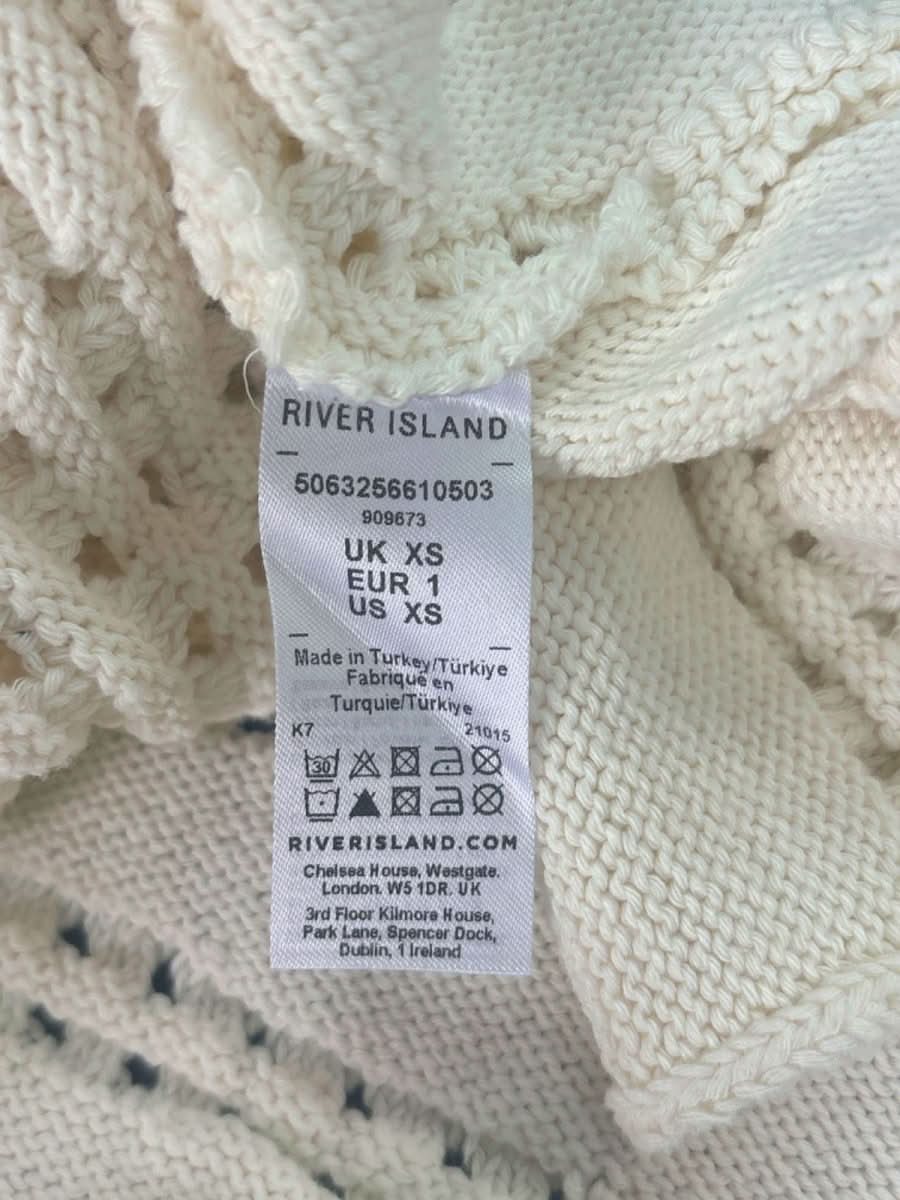 RIVER ISLAND
5063256610503
909673
UK XS
EUR 1
US XS
Made in Turkey/Türkiye
Fabriqué en
Turquie/Türkiye
K7 21015
30
RIVERISLAND.COM
Chelsea House, Westgate.
London. W5 1DR. UK
3rd Floor Kilmore House,
Park Lane, Spencer Dock,
Dublin, 1 Ireland